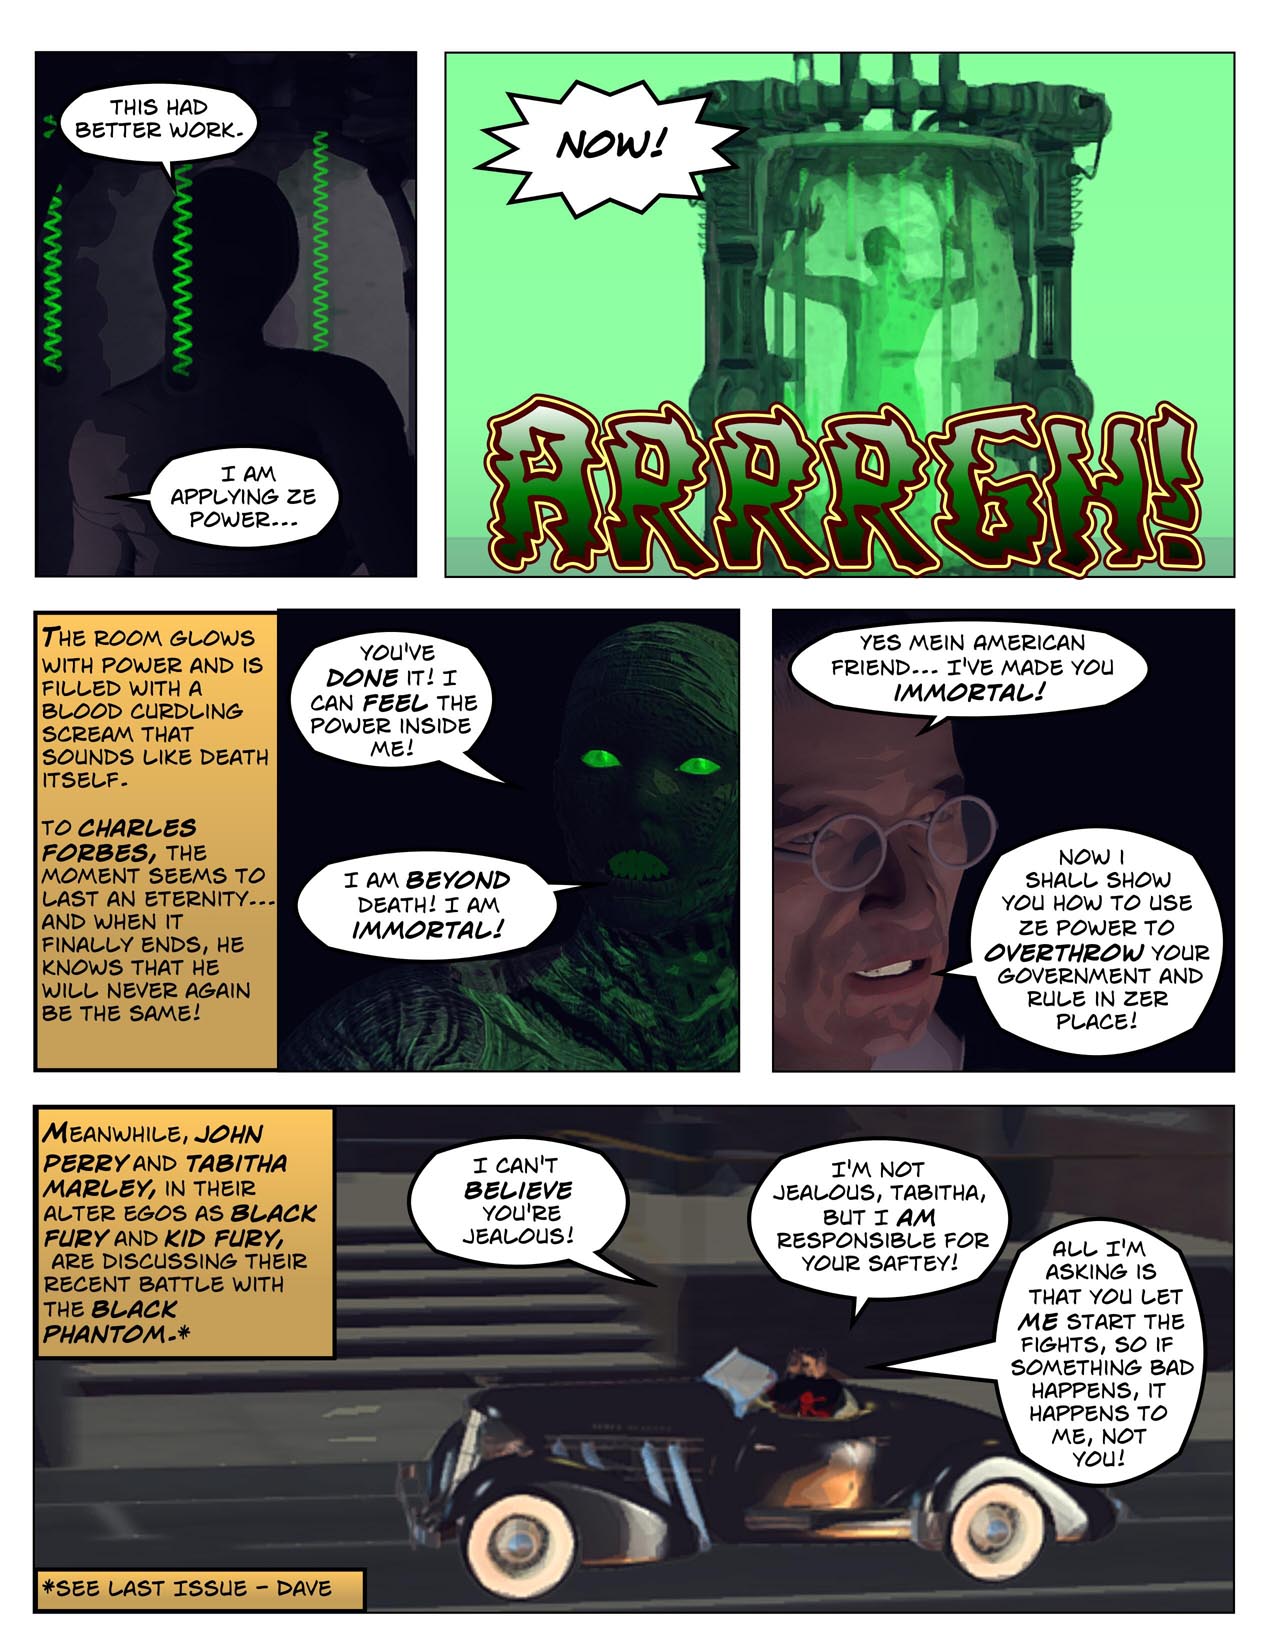 THIS HAD
BETTER WORK.
I AM
APPLYING ZE
POWER...
NOW!
ARRRGH!
THE ROOM GLOWS
WITH POWER AND IS
FILLED WITH A
BLOOD CURDLING
SCREAM THAT
SOUNDS LIKE DEATH
ITSELF.
TO CHARLES
FORBES, THE
MOMENT SEEMS TO
LAST AN ETERNITY...
AND WHEN IT
FINALLY ENDS, HE
KNOWS THAT HE
WILL NEVER AGAIN
BE THE SAME!
YOU'VE
DONE IT! I
CAN FEEL THE
POWER INSIDE
ME!
I AM BEYOND
DEATH! I AM
IMMORTAL!
YES MEIN AMERICAN
FRIEND... I'VE MADE YOU
IMMORTAL!
NOW I
SHALL SHOW
YOU HOW TO USE
ZE POWER TO
OVERTHROW YOUR
GOVERNMENT AND
RULE IN ZER
PLACE!
MEANWHILE, JOHN
PERRY AND TABITHA
MARLEY, IN THEIR
ALTER EGOS AS BLACK
FURY AND KID FURY,
ARE DISCUSSING THEIR
RECENT BATTLE WITH
THE BLACK
PHANTOM.*
I CAN'T
BELIEVE
YOU'RE
JEALOUS!
I'M NOT
JEALOUS, TABITHA,
BUT I AM
RESPONSIBLE FOR
YOUR SAFTEY!
ALL I'M
ASKING IS
THAT YOU LET
ME START THE
FIGHTS, SO IF
SOMETHING BAD
HAPPENS, IT
HAPPENS TO
ME, NOT
YOU!
*SEE LAST ISSUE - DAVE